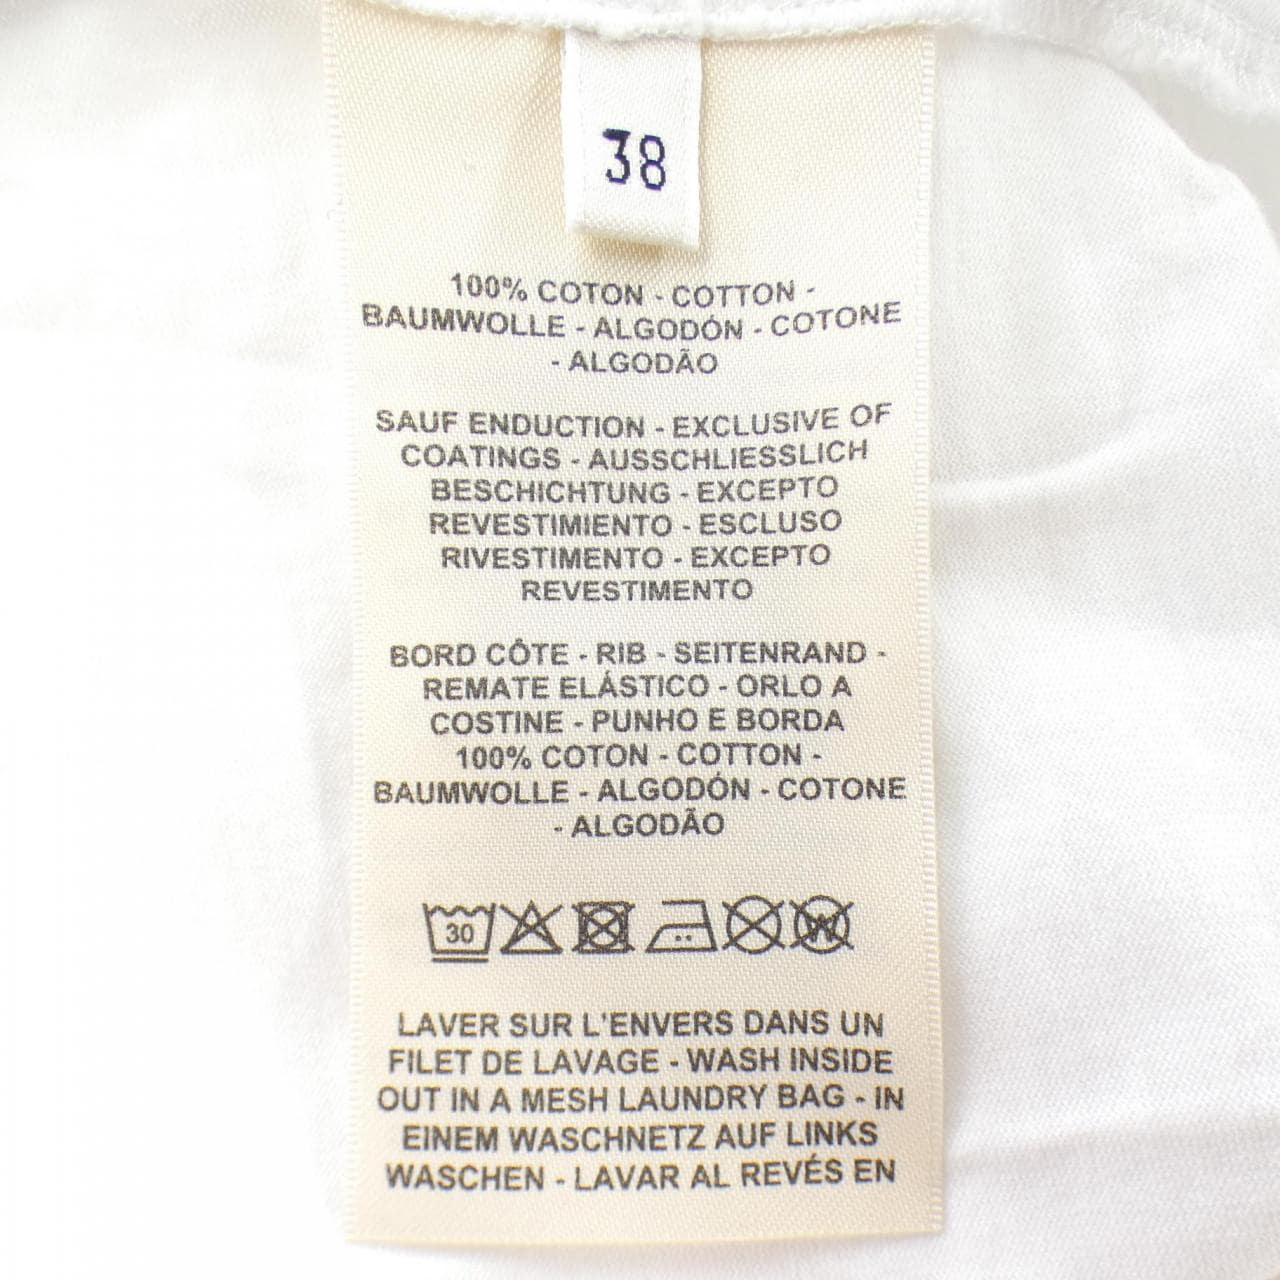 38
100% COTON - COTTON -
BAUMWOLLE - ALGODÓN - COTONE
- ALGODÃO
SAUF ENDUCTION - EXCLUSIVE OF
COATINGS - AUSSCHLIESSLICH
BESCHICHTUNG - EXCEPTO
REVESTIMIENTO - ESCLUSO
RIVESTIMENTO - EXCEPTO
REVESTIMENTO
BORD CÔTE - RIB - SEITENRAND -
REMATE ELÁSTICO - ORLO A
COSTINE - PUNHO E BORDA
100% COTON - COTTON -
BAUMWOLLE - ALGODÓN - COTONE
- ALGODÃO
30 W
LAVER SUR L'ENVERS DANS UN
FILET DE LAVAGE - WASH INSIDE
OUT IN A MESH LAUNDRY BAG - IN
EINEM WASCHNETZ AUF LINKS
WASCHEN - LAVAR AL REVÉS EN